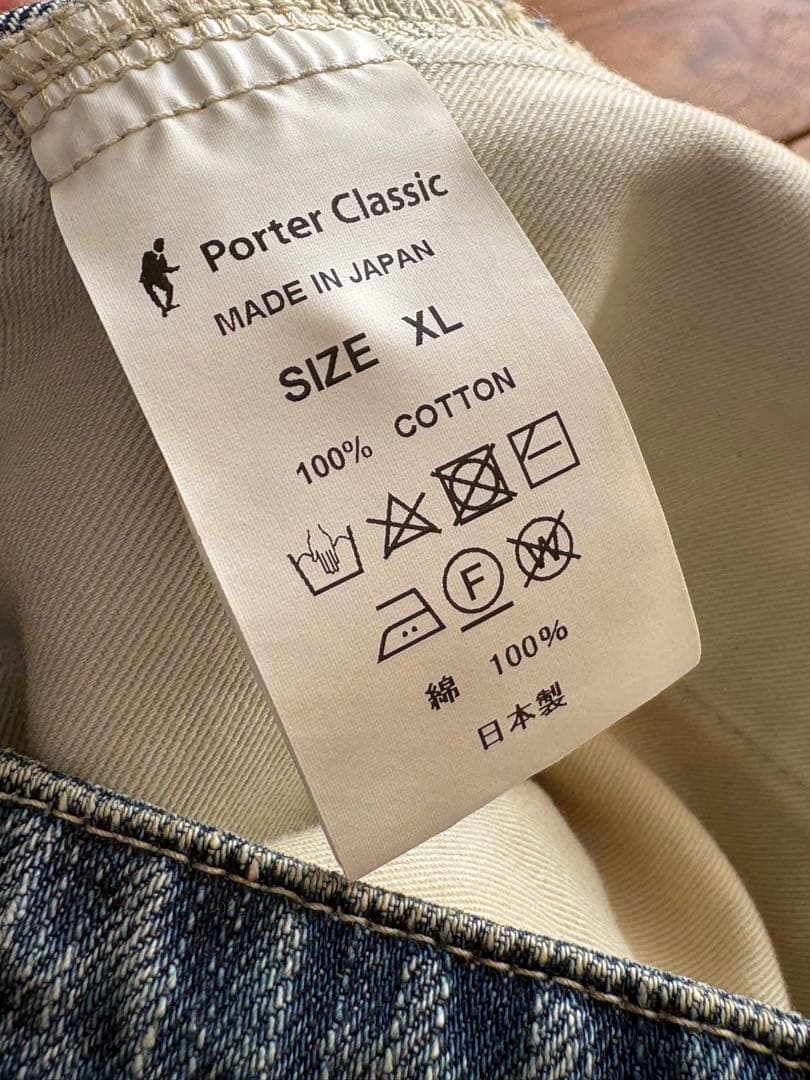 Porter Classic
MADE IN JAPAN
SIZE XL
100% COTTON
F W
綿 100%
日本製